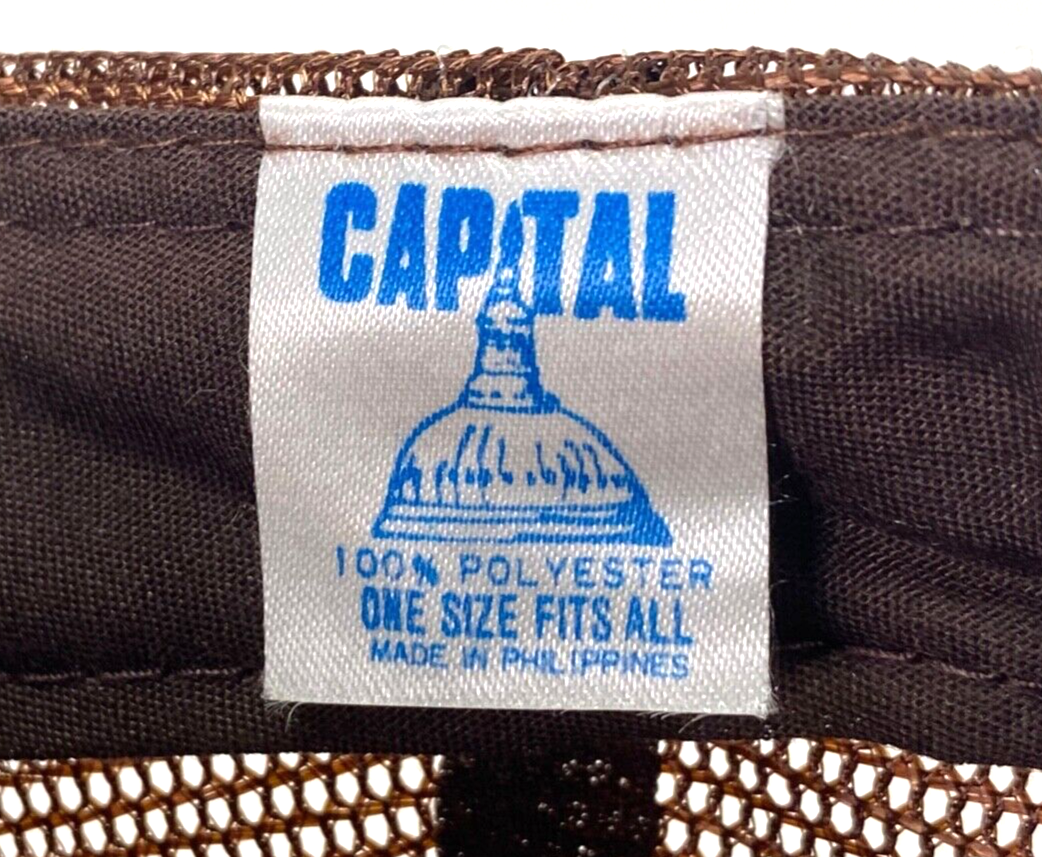 CAPITAL
100% POLYESTER
ONE SIZE FITS ALL
MADE IN PHILIPPINES